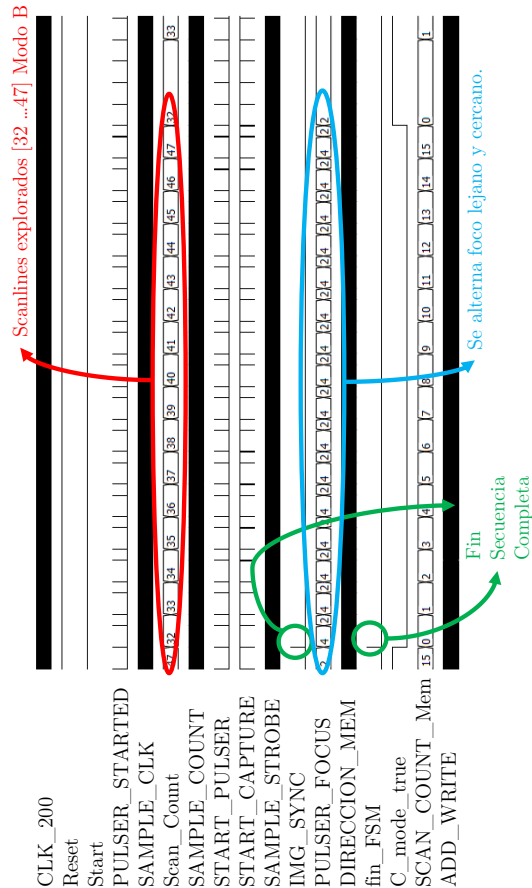 Scanlines explorados [32 ...47] Modo B
CLK_200
Reset
Start
PULSER_STARTED
SAMPLE_CLK
Scan_Count 47 32 33 34 35 36 37 38 39 40 41 42 43 44 45 46 47 32 33
SAMPLE_COUNT
START_PULSER
START_CAPTURE
SAMPLE_STROBE
IMG_SYNC
PULSER_FOCUS 2 4 2 4 2 4 2 4 2 4 2 4 2 4 2 4 2 4 2 4 2 4 2 4 2 4 2 4 2 4 2 4 2 2
DIRECCION_MEM
fin_FSM
C_mode_true
SCAN_COUNT_Mem 15 0 1 2 3 4 5 6 7 8 9 10 11 12 13 14 15 0 1
ADD_WRITE
Fin
Secuencia
Completa
Se alterna foco lejano y cercano.